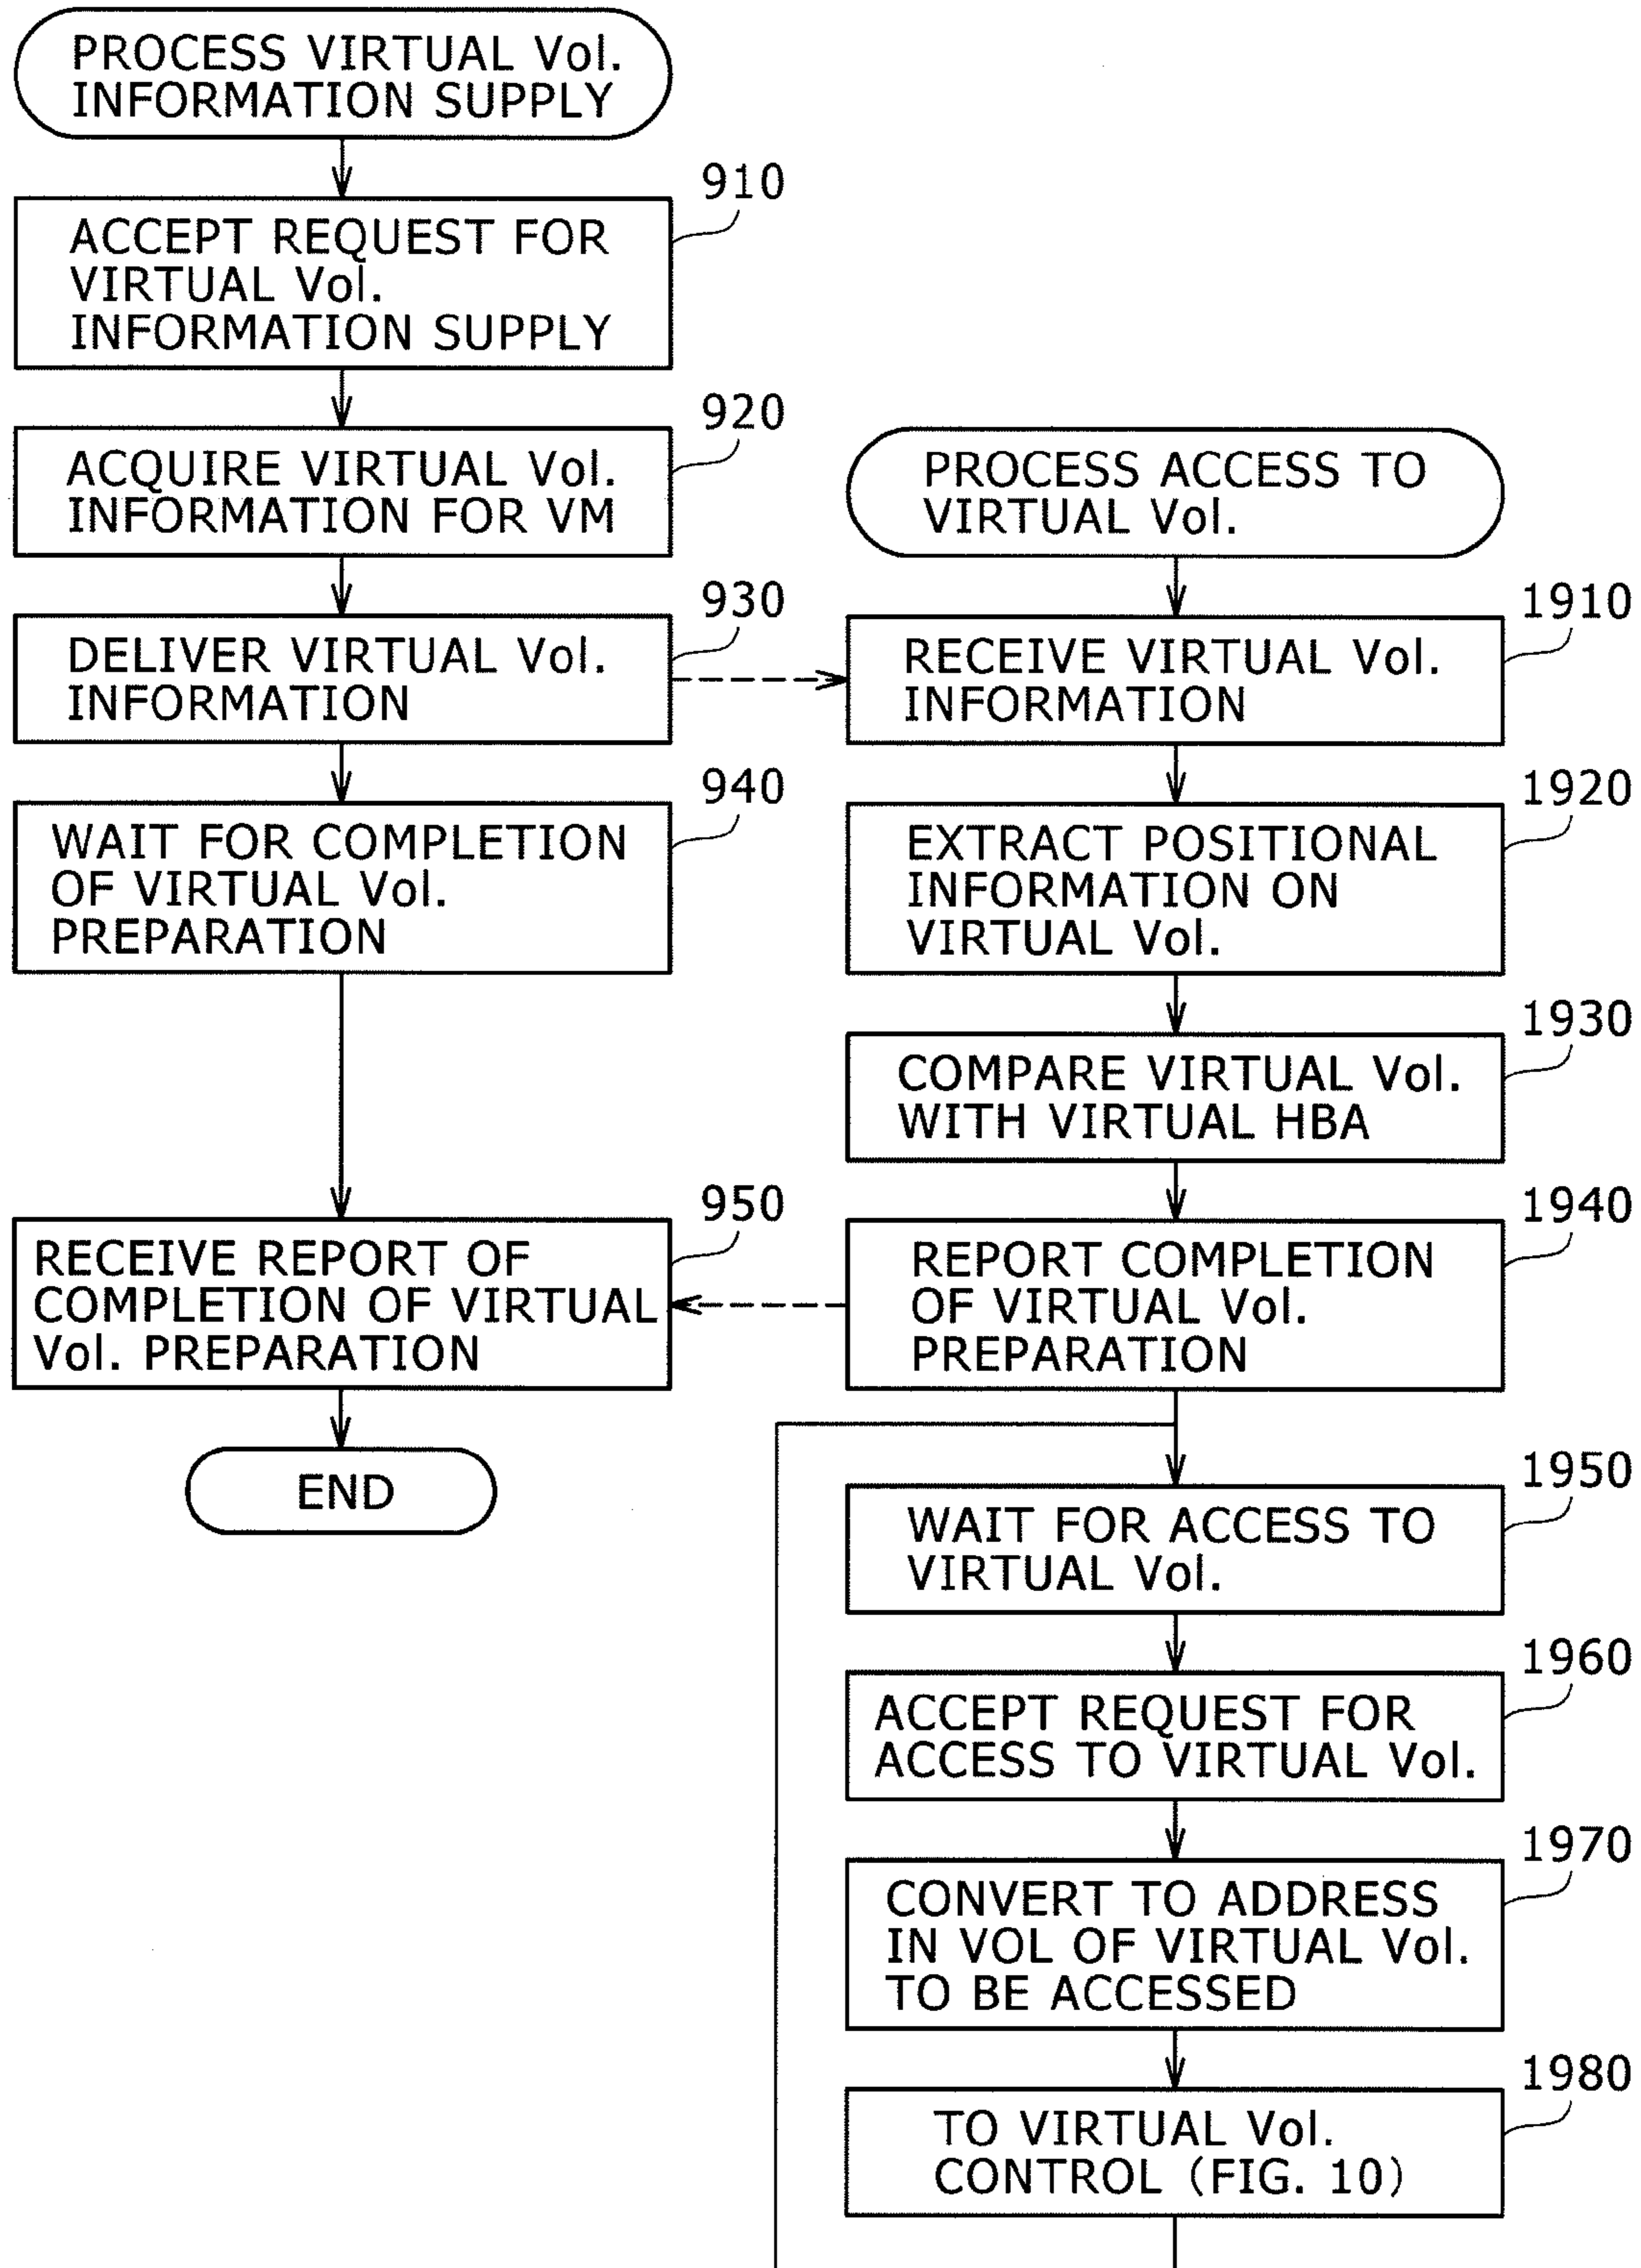 PROCESS VIRTUAL Vol.
INFORMATION SUPPLY
910
ACCEPT REQUEST FOR
VIRTUAL Vol.
INFORMATION SUPPLY
920
ACQUIRE VIRTUAL Vol.
INFORMATION FOR VM
930
DELIVER VIRTUAL Vol.
INFORMATION
940
WAIT FOR COMPLETION
OF VIRTUAL Vol.
PREPARATION
950
RECEIVE REPORT OF
COMPLETION OF VIRTUAL
Vol. PREPARATION
END
PROCESS ACCESS TO
VIRTUAL Vol.
1910
RECEIVE VIRTUAL Vol.
INFORMATION
1920
EXTRACT POSITIONAL
INFORMATION ON
VIRTUAL Vol.
1930
COMPARE VIRTUAL Vol.
WITH VIRTUAL HBA
1940
REPORT COMPLETION
OF VIRTUAL Vol.
PREPARATION
1950
WAIT FOR ACCESS TO
VIRTUAL Vol.
1960
ACCEPT REQUEST FOR
ACCESS TO VIRTUAL Vol.
1970
CONVERT TO ADDRESS
IN VOL OF VIRTUAL Vol.
TO BE ACCESSED
1980
TO VIRTUAL Vol.
CONTROL (FIG. 10)